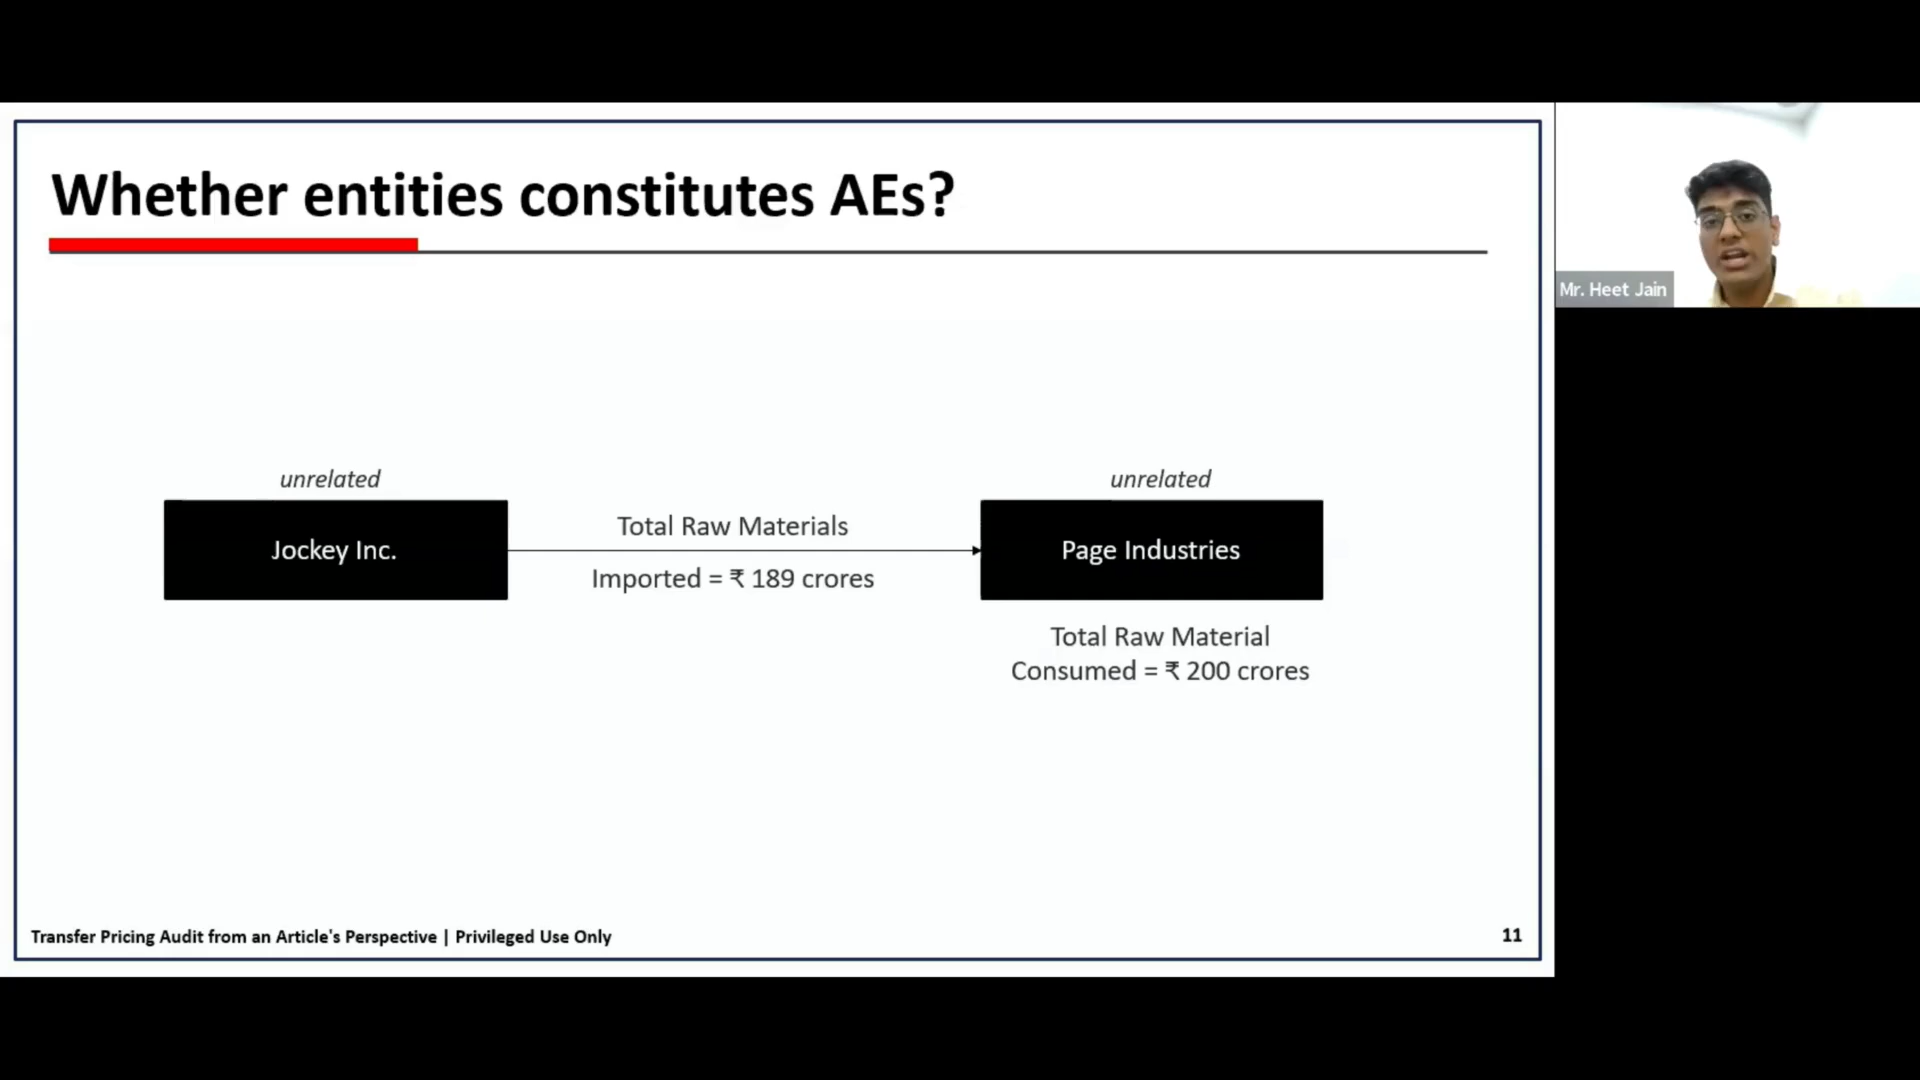 Whether entities constitutes AEs?
Mr. Heet Jain
unrelated
unrelated
Jockey Inc.
Total Raw Materials
Imported = ₹ 189 crores
Page Industries
Total Raw Material
Consumed = ₹ 200 crores
Transfer Pricing Audit from an Article's Perspective | Privileged Use Only
11